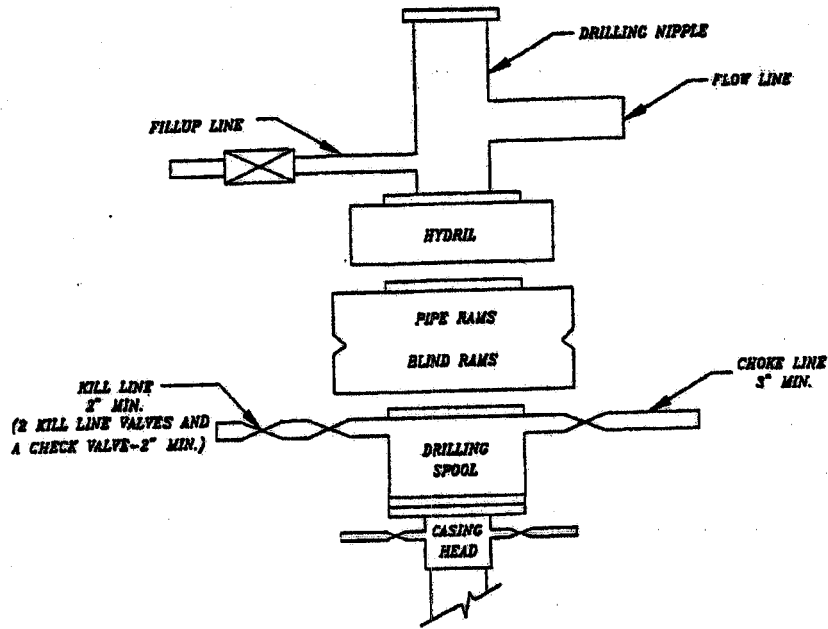 DRILLING NIPPLE
FLOW LINE
FILLUP LINE
HYDRIL
PIPE RAMS
BLIND RAMS
CHOKE LINE
3" MIN.
KILL LINE
2" MIN.
(2 KILL LINE VALVES AND
A CHECK VALVE-2" MIN.)
DRILLING
SPOOL
CASING
HEAD